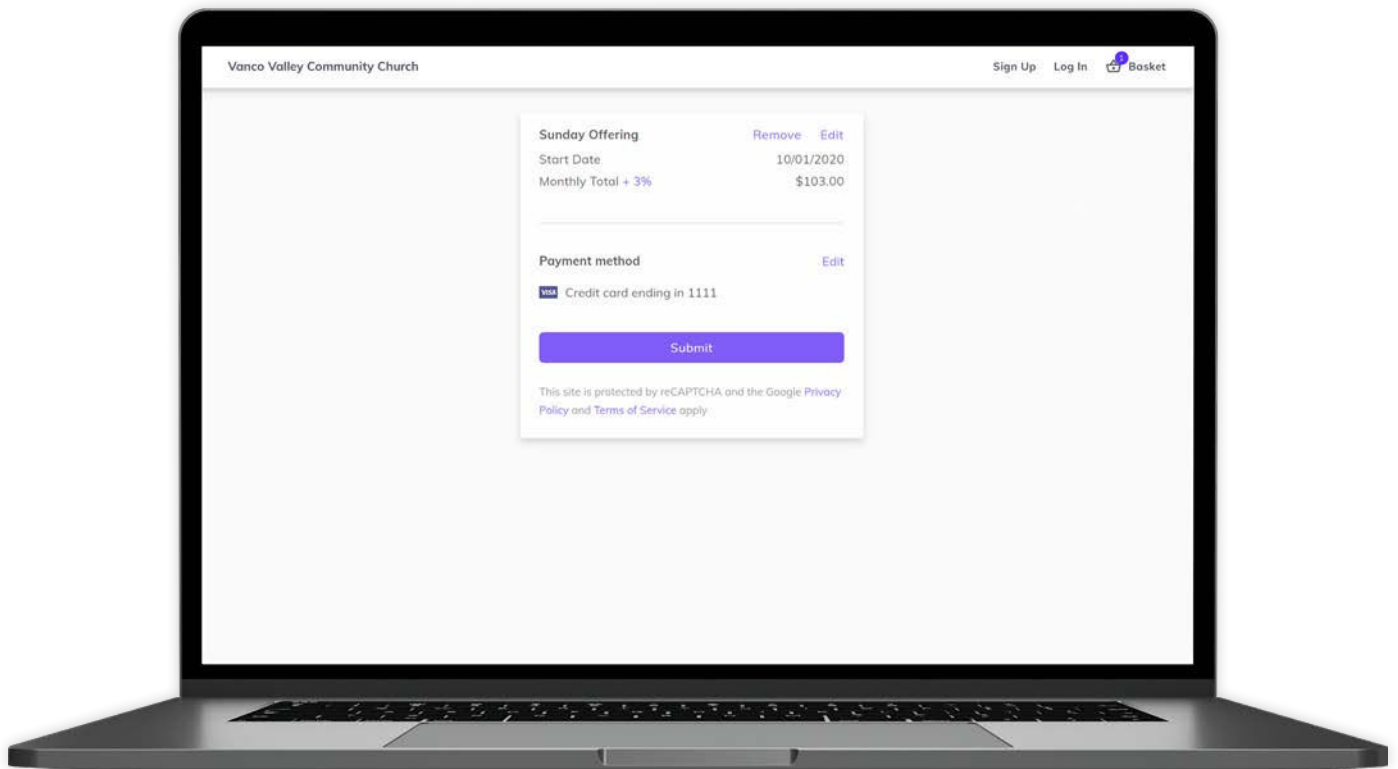 Vanco Valley Community Church
Sign Up Log In 1 Basket
Sunday Offering Remove Edit
Start Date 10/01/2020
Monthly Total + 3% $103.00
Payment method Edit
VISA Credit card ending in 1111
Submit
This site is protected by reCAPTCHA and the Google Privacy
Policy and Terms of Service apply